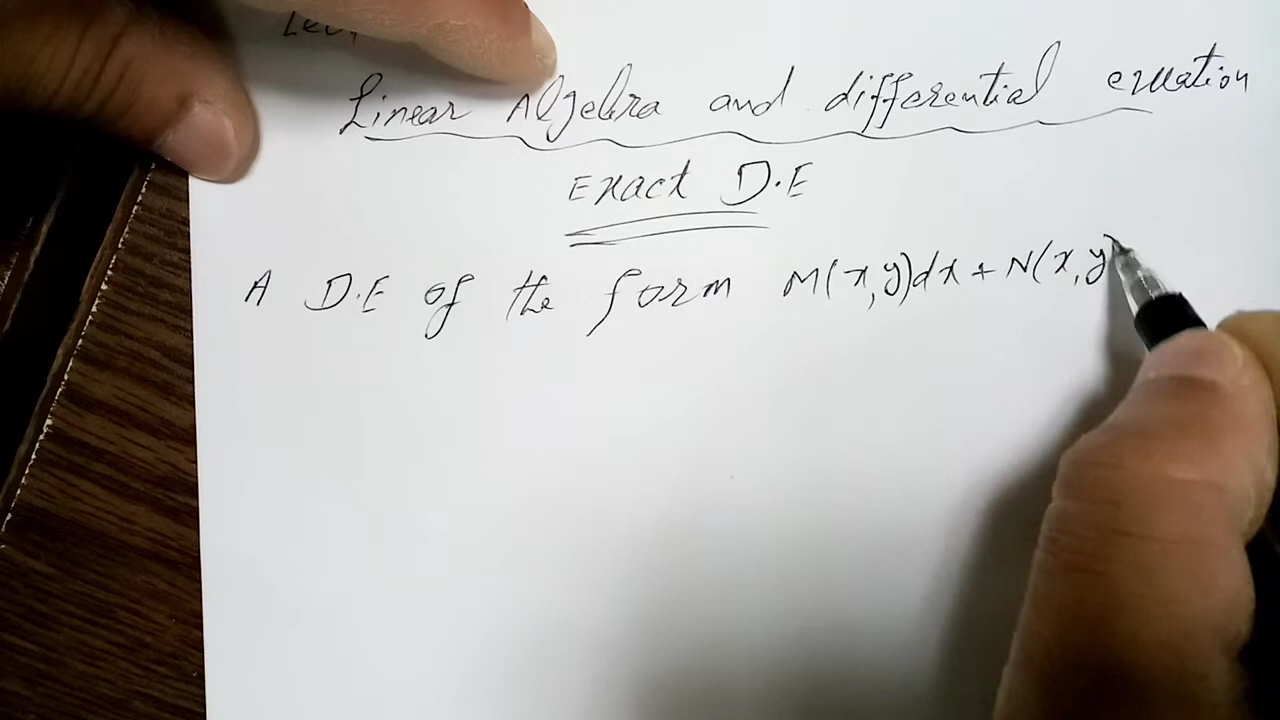 Linear Algebra and differential equation
Exact D.E
A D.E of the form M(x,y)dx + N(x,y)